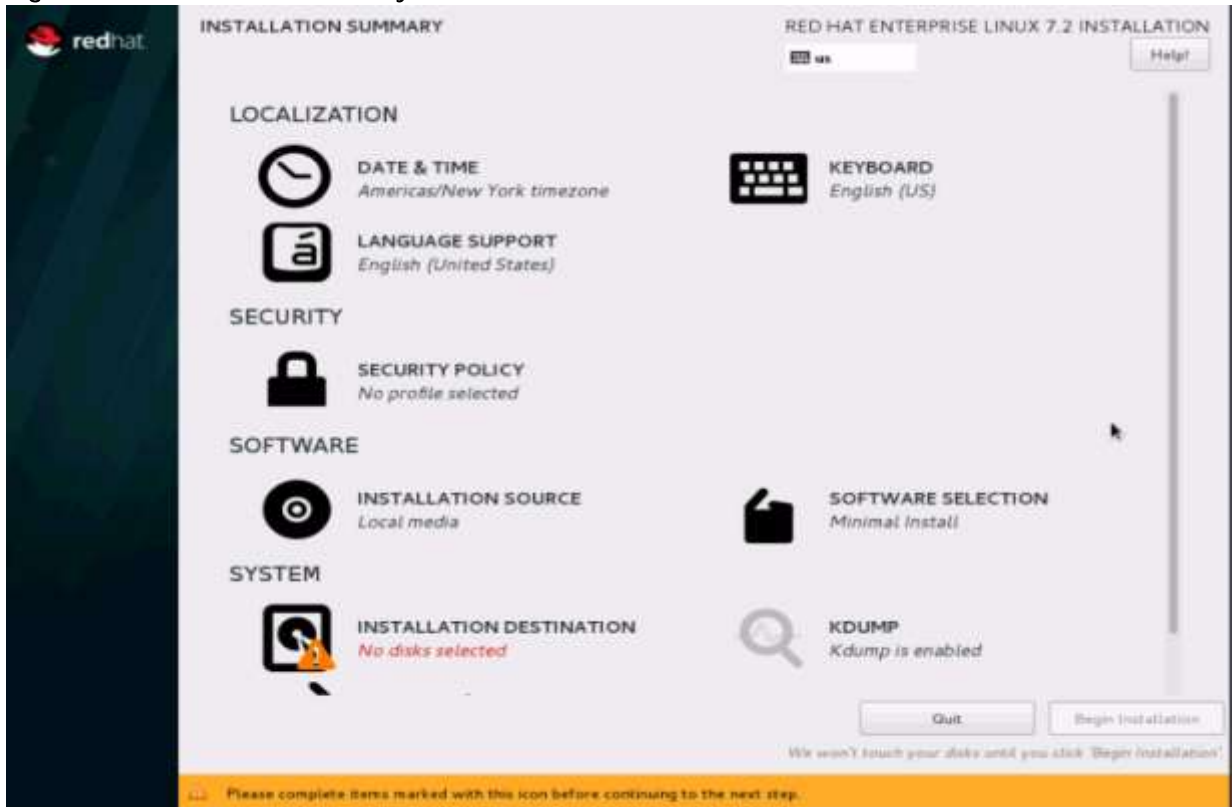 redhat
INSTALLATION SUMMARY
RED HAT ENTERPRISE LINUX 7.2 INSTALLATION
us
Help!
LOCALIZATION
DATE & TIME
Americas/New York timezone
KEYBOARD
English (US)
LANGUAGE SUPPORT
English (United States)
á
SECURITY
SECURITY POLICY
No profile selected
SOFTWARE
INSTALLATION SOURCE
Local media
SOFTWARE SELECTION
Minimal Install
SYSTEM
INSTALLATION DESTINATION
No disks selected
KDUMP
Kdump is enabled
Quit
Begin Installation
We won't touch your disks until you click 'Begin Installation'.
Please complete items marked with this icon before continuing to the next step.